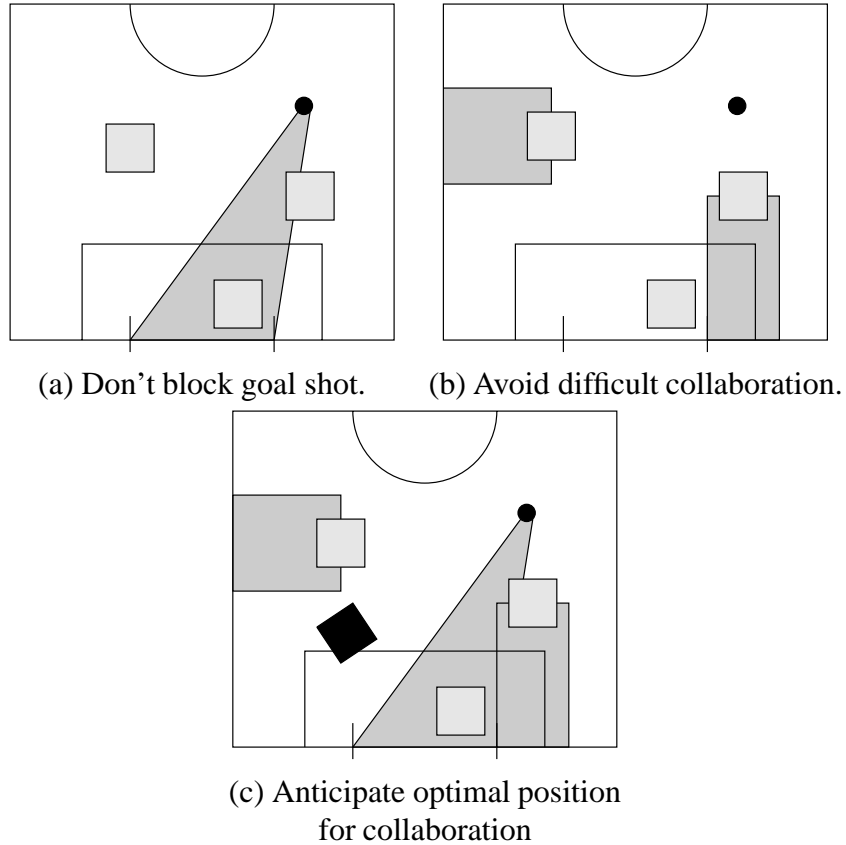 (a) Don't block goal shot.
(b) Avoid difficult collaboration.
(c) Anticipate optimal position
for collaboration